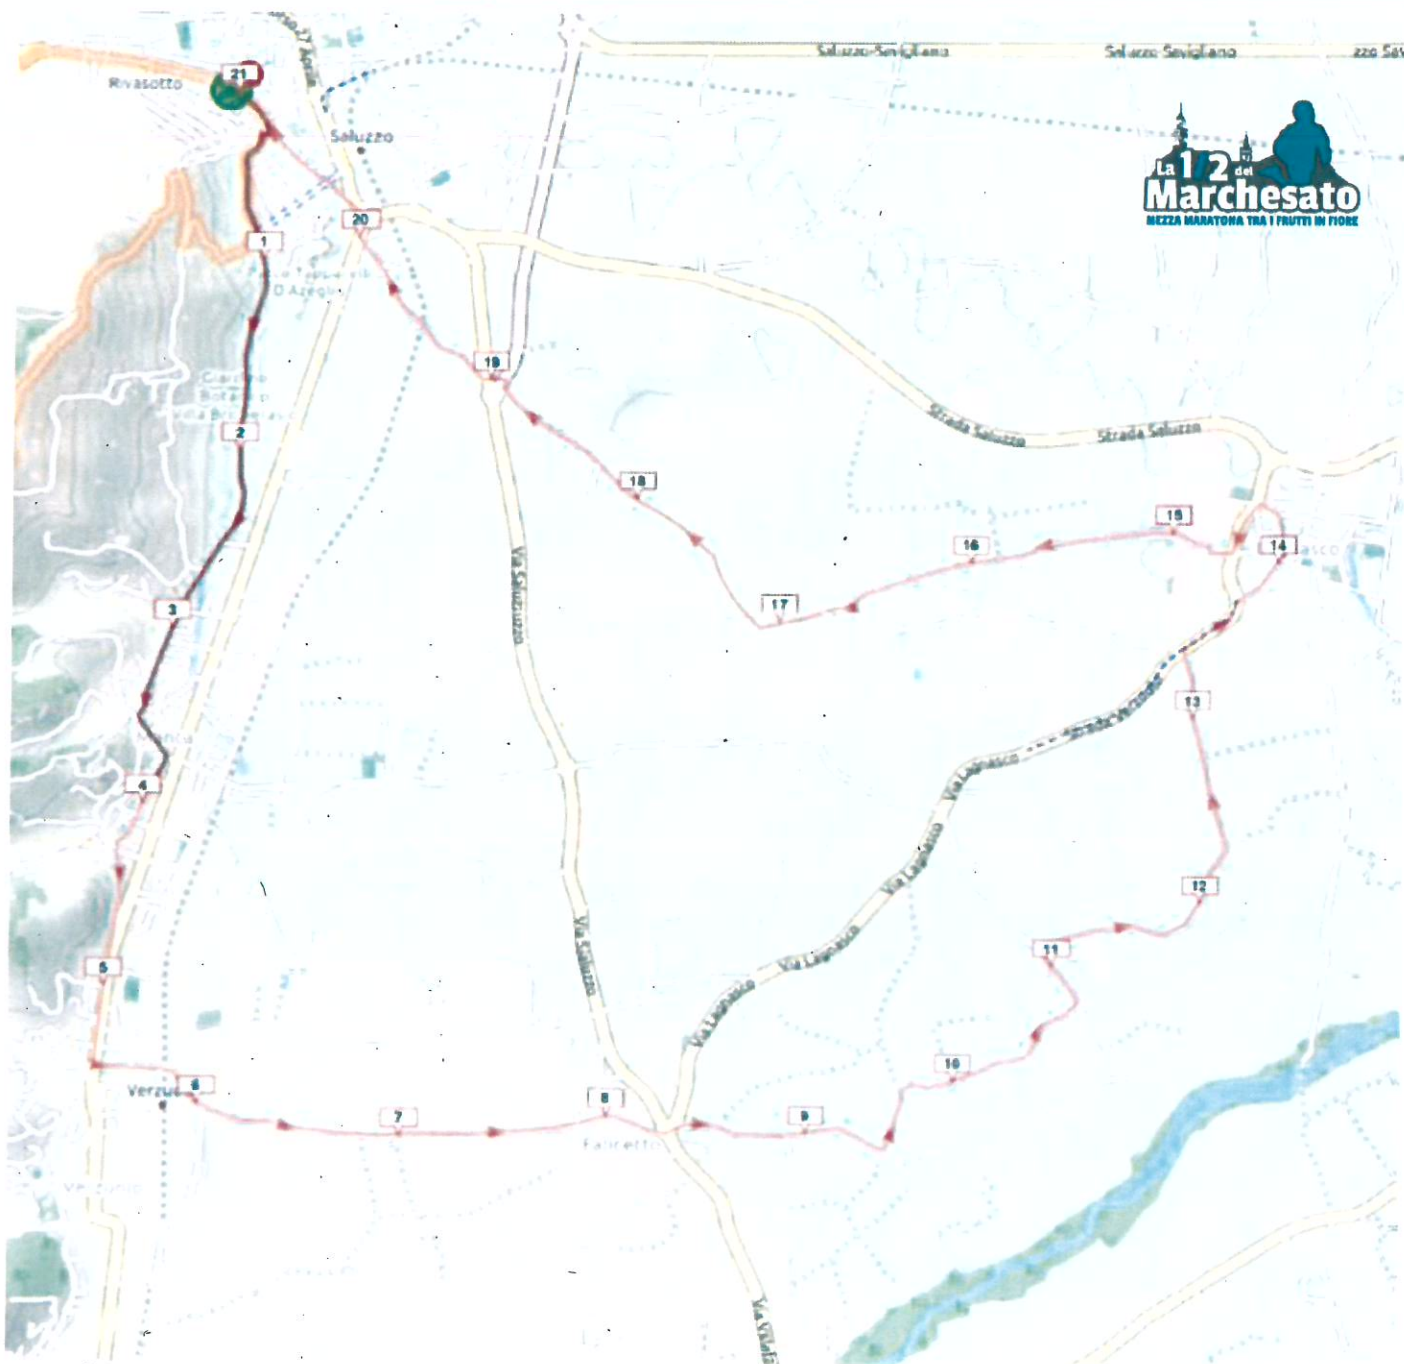 Saluzzo-Savigliano
Saluzzo-Savigliano
21
Rivasotto
Saluzzo
La 1/2 del
Marchesato
MEZZA MARATONA TRA I FRUTTI IN FIORE
20
1
D'Azeglio
19
2
Strada Saluzzo
Strada Saluzzo
18
15
16
14
Via Saluzzo
3
17
13
Via Lagnasco
4
Via Lagnasco
12
Via Saluzzo
Via Lagnasco
11
5
Via Lagnasco
10
6
Verzuolo
8
7
9
Falicetto